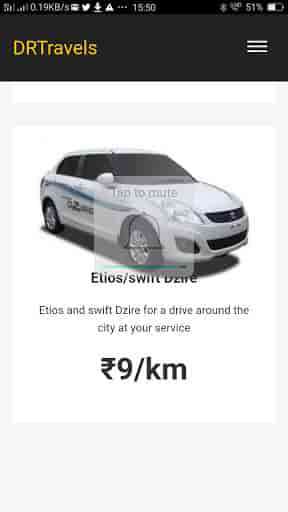 0.19KB/s 15:50 51%
DRTravels
Tap to mute
Etios/swift Dzire
Etios and swift Dzire for a drive around the
city at your service
₹9/km